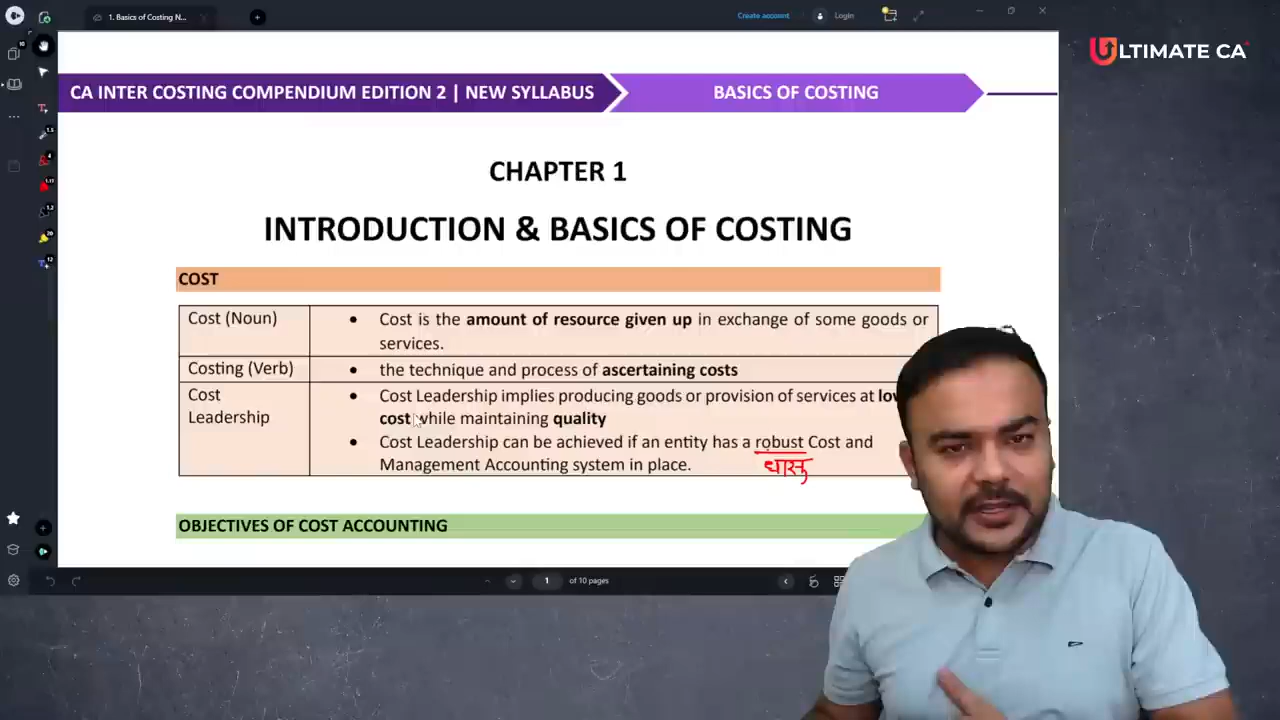 1. Basics of Costing N...
Create account
Login
ULTIMATE CA
CA INTER COSTING COMPENDIUM EDITION 2 | NEW SYLLABUS
BASICS OF COSTING
CHAPTER 1
INTRODUCTION & BASICS OF COSTING
COST
Cost (Noun)
• Cost is the amount of resource given up in exchange of some goods or
services.
Costing (Verb)
• the technique and process of ascertaining costs
Cost
Leadership
• Cost Leadership implies producing goods or provision of services at
cost while maintaining quality
• Cost Leadership can be achieved if an entity has a robust Cost and
Management Accounting system in place.
धासू
OBJECTIVES OF COST ACCOUNTING
1 of 10 pages